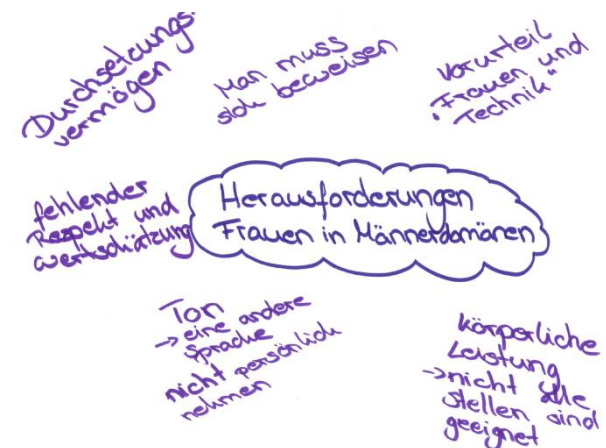 Durchsetzungs-
vermögen
Man muss
sich beweisen
Vorurteil
"Frauen und
Technik"
fehlender
Respekt und
Wertschätzung
Herausforderungen
Frauen in Männerdomänen
Ton
-> eine andere
Sprache
nicht persönlich
nehmen
körperliche
Leistung
-> nicht alle
Stellen sind
geeignet